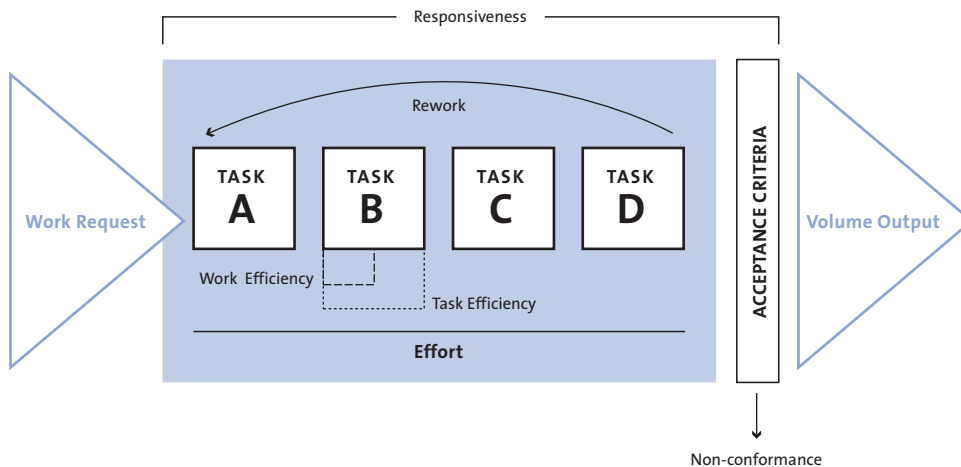 Responsiveness
Rework
TASK
A
TASK
B
TASK
C
TASK
D
Work Request
Work Efficiency
Task Efficiency
Effort
ACCEPTANCE CRITERIA
Volume Output
Non-conformance